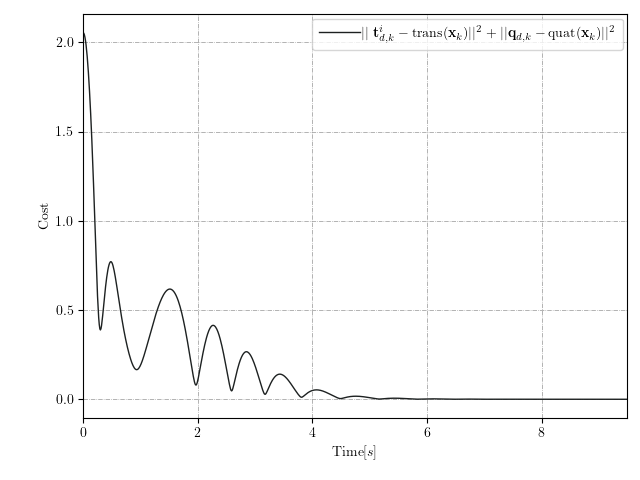 || t^i_{d,k} − trans(x_k)||^2 + ||q_{d,k} − quat(x_k)||^2
2.0
1.5
1.0
0.5
0.0
Cost
0 2 4 6 8
Time[s]